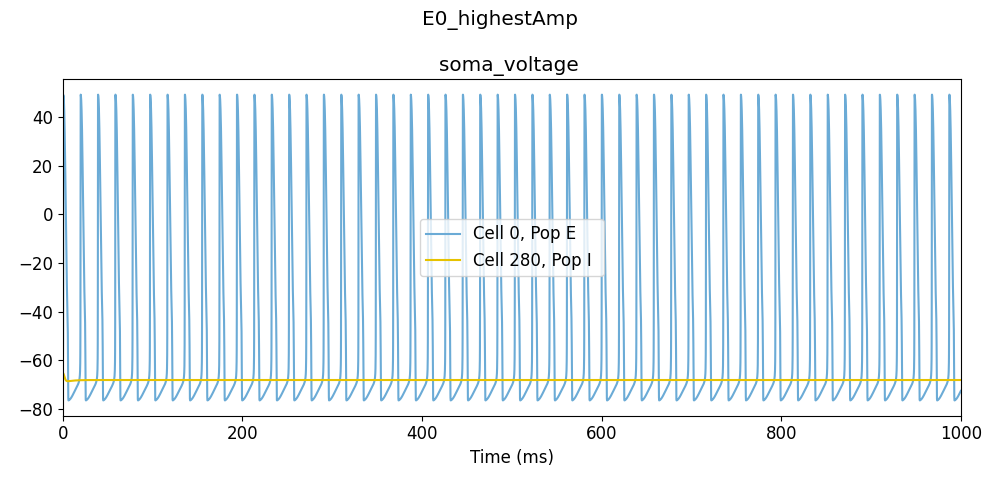 E0_highestAmp
soma_voltage
40
20
0
−20
−40
−60
−80
Cell 0, Pop E
Cell 280, Pop I
0 200 400 600 800 1000
Time (ms)